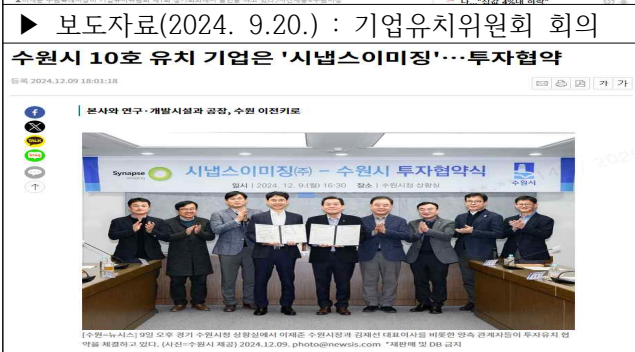 ▶ 보도자료(2024. 9.20.) : 기업유치위원회 회의
수원시 10호 유치 기업은 '시냅스이미징'…투자협약
등록 2024.12.09 18:01:18
가 가
본사와 연구·개발시설과 공장, 수원 이전키로
TALK
Synapse 시냅스이미징㈜ – 수원시 투자협약식 수원시
일시 | 2024. 12. 9.(월) 16:30 장소 | 수원시청 상황실
[수원=뉴시스] 9일 오후 경기 수원시청 상황실에서 이재준 수원시장과 김재선 대표이사를 비롯한 양측 관계자들이 투자유치 협
약을 체결하고 있다. (사진=수원시 제공) 2024.12.09. photo@newsis.com *재판매 및 DB 금지